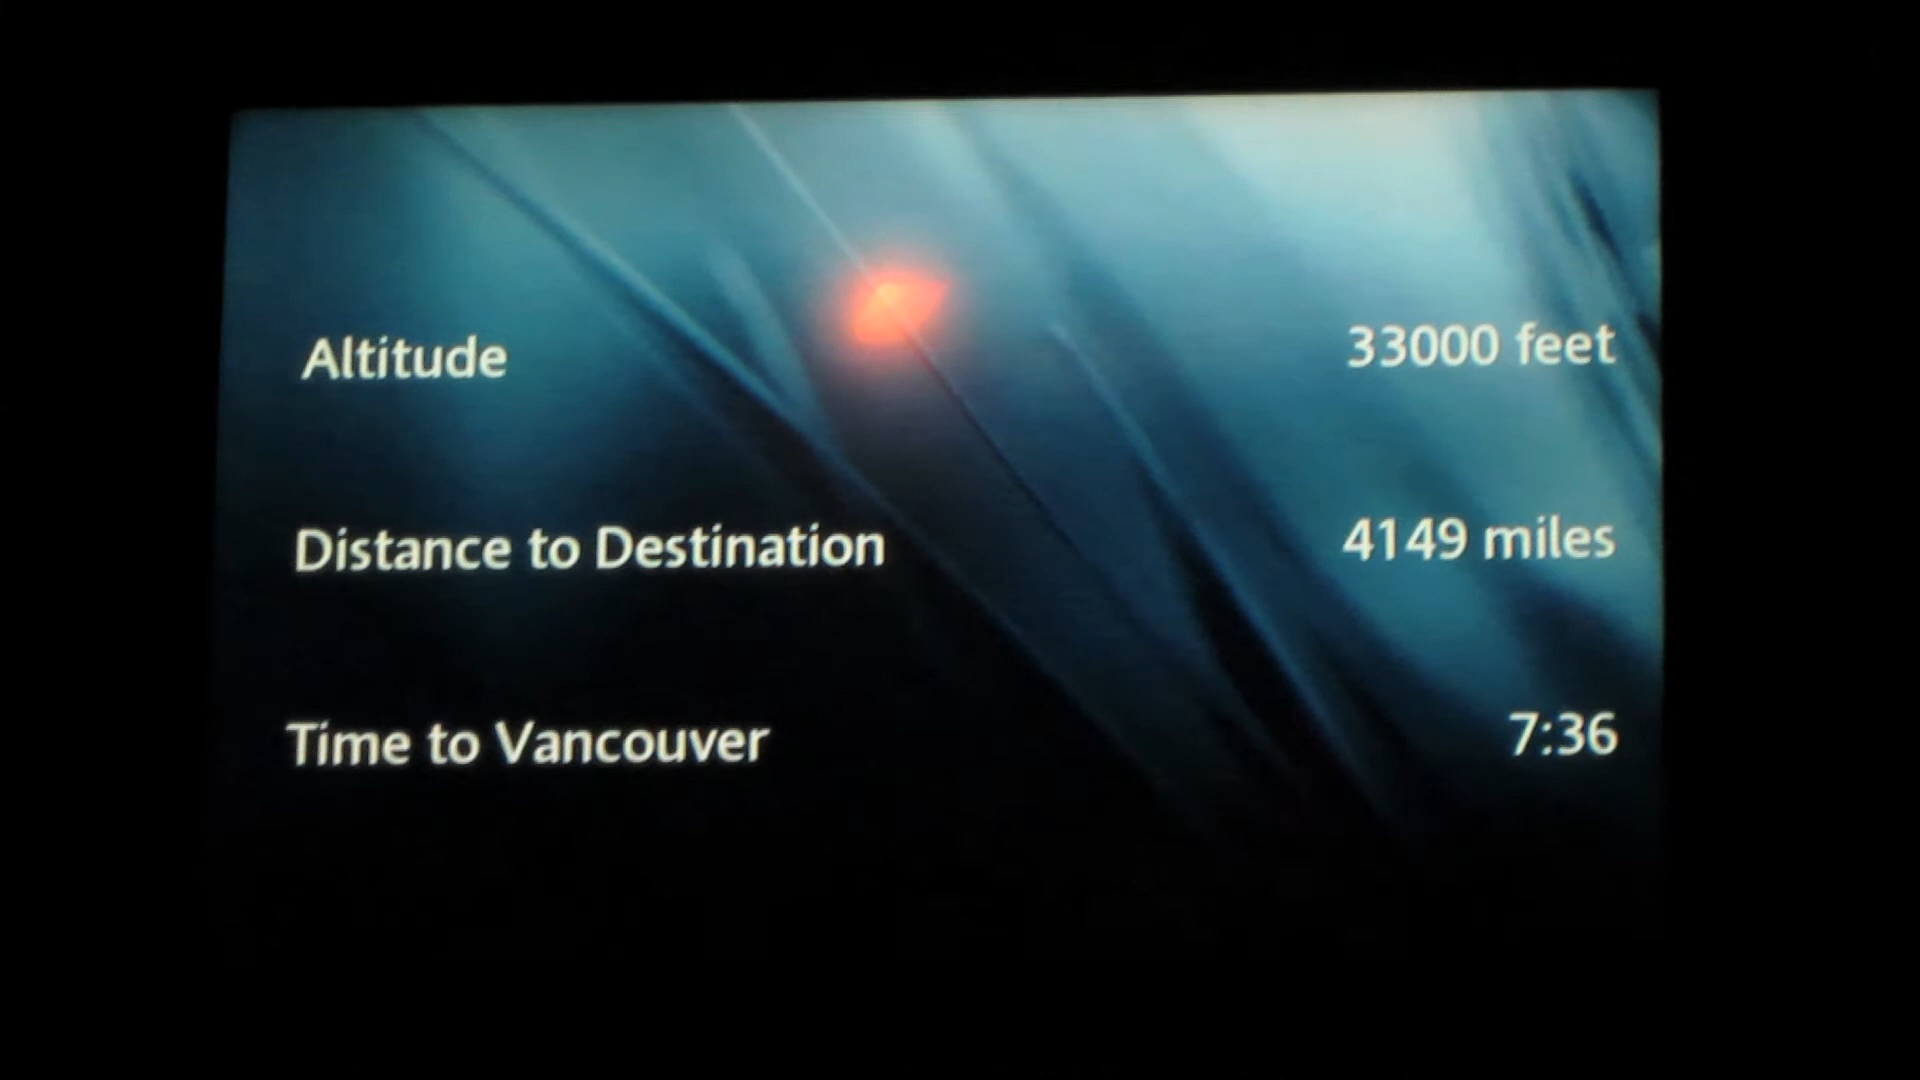 Altitude 33000 feet
Distance to Destination 4149 miles
Time to Vancouver 7:36